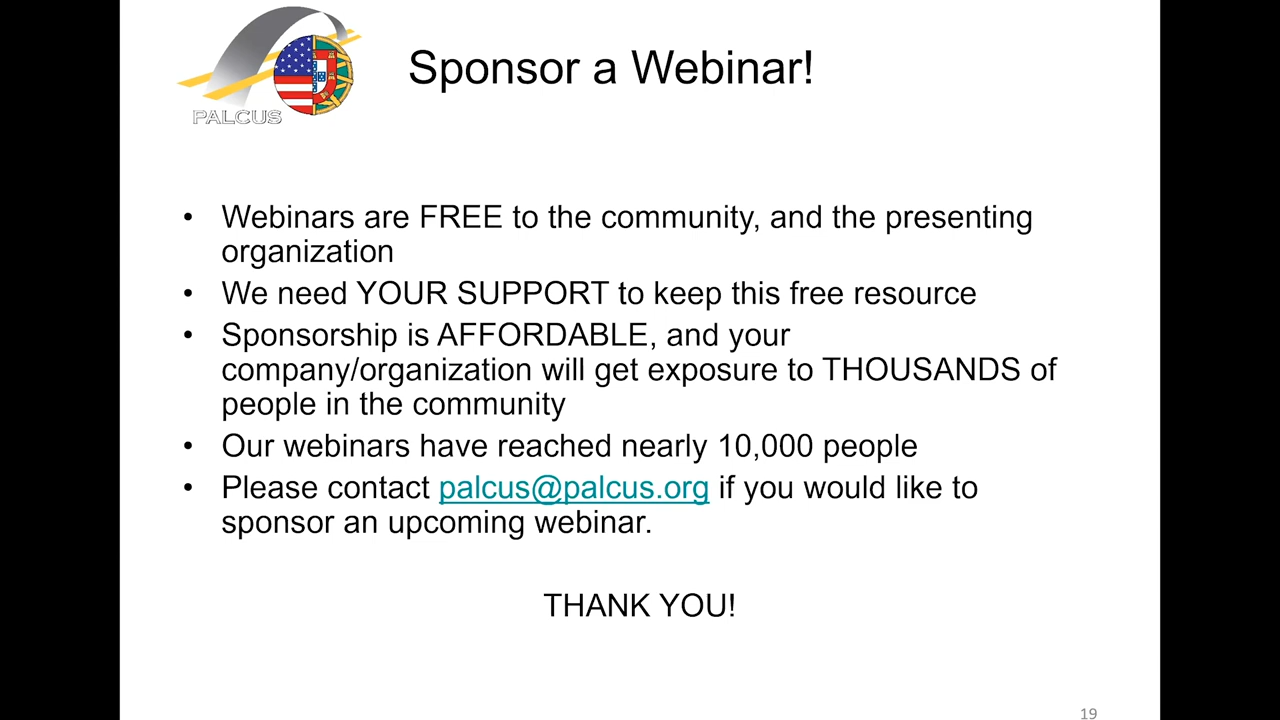 PALCUS
Sponsor a Webinar!
• Webinars are FREE to the community, and the presenting
organization
• We need YOUR SUPPORT to keep this free resource
• Sponsorship is AFFORDABLE, and your
company/organization will get exposure to THOUSANDS of
people in the community
• Our webinars have reached nearly 10,000 people
• Please contact palcus@palcus.org if you would like to
sponsor an upcoming webinar.
THANK YOU!
19